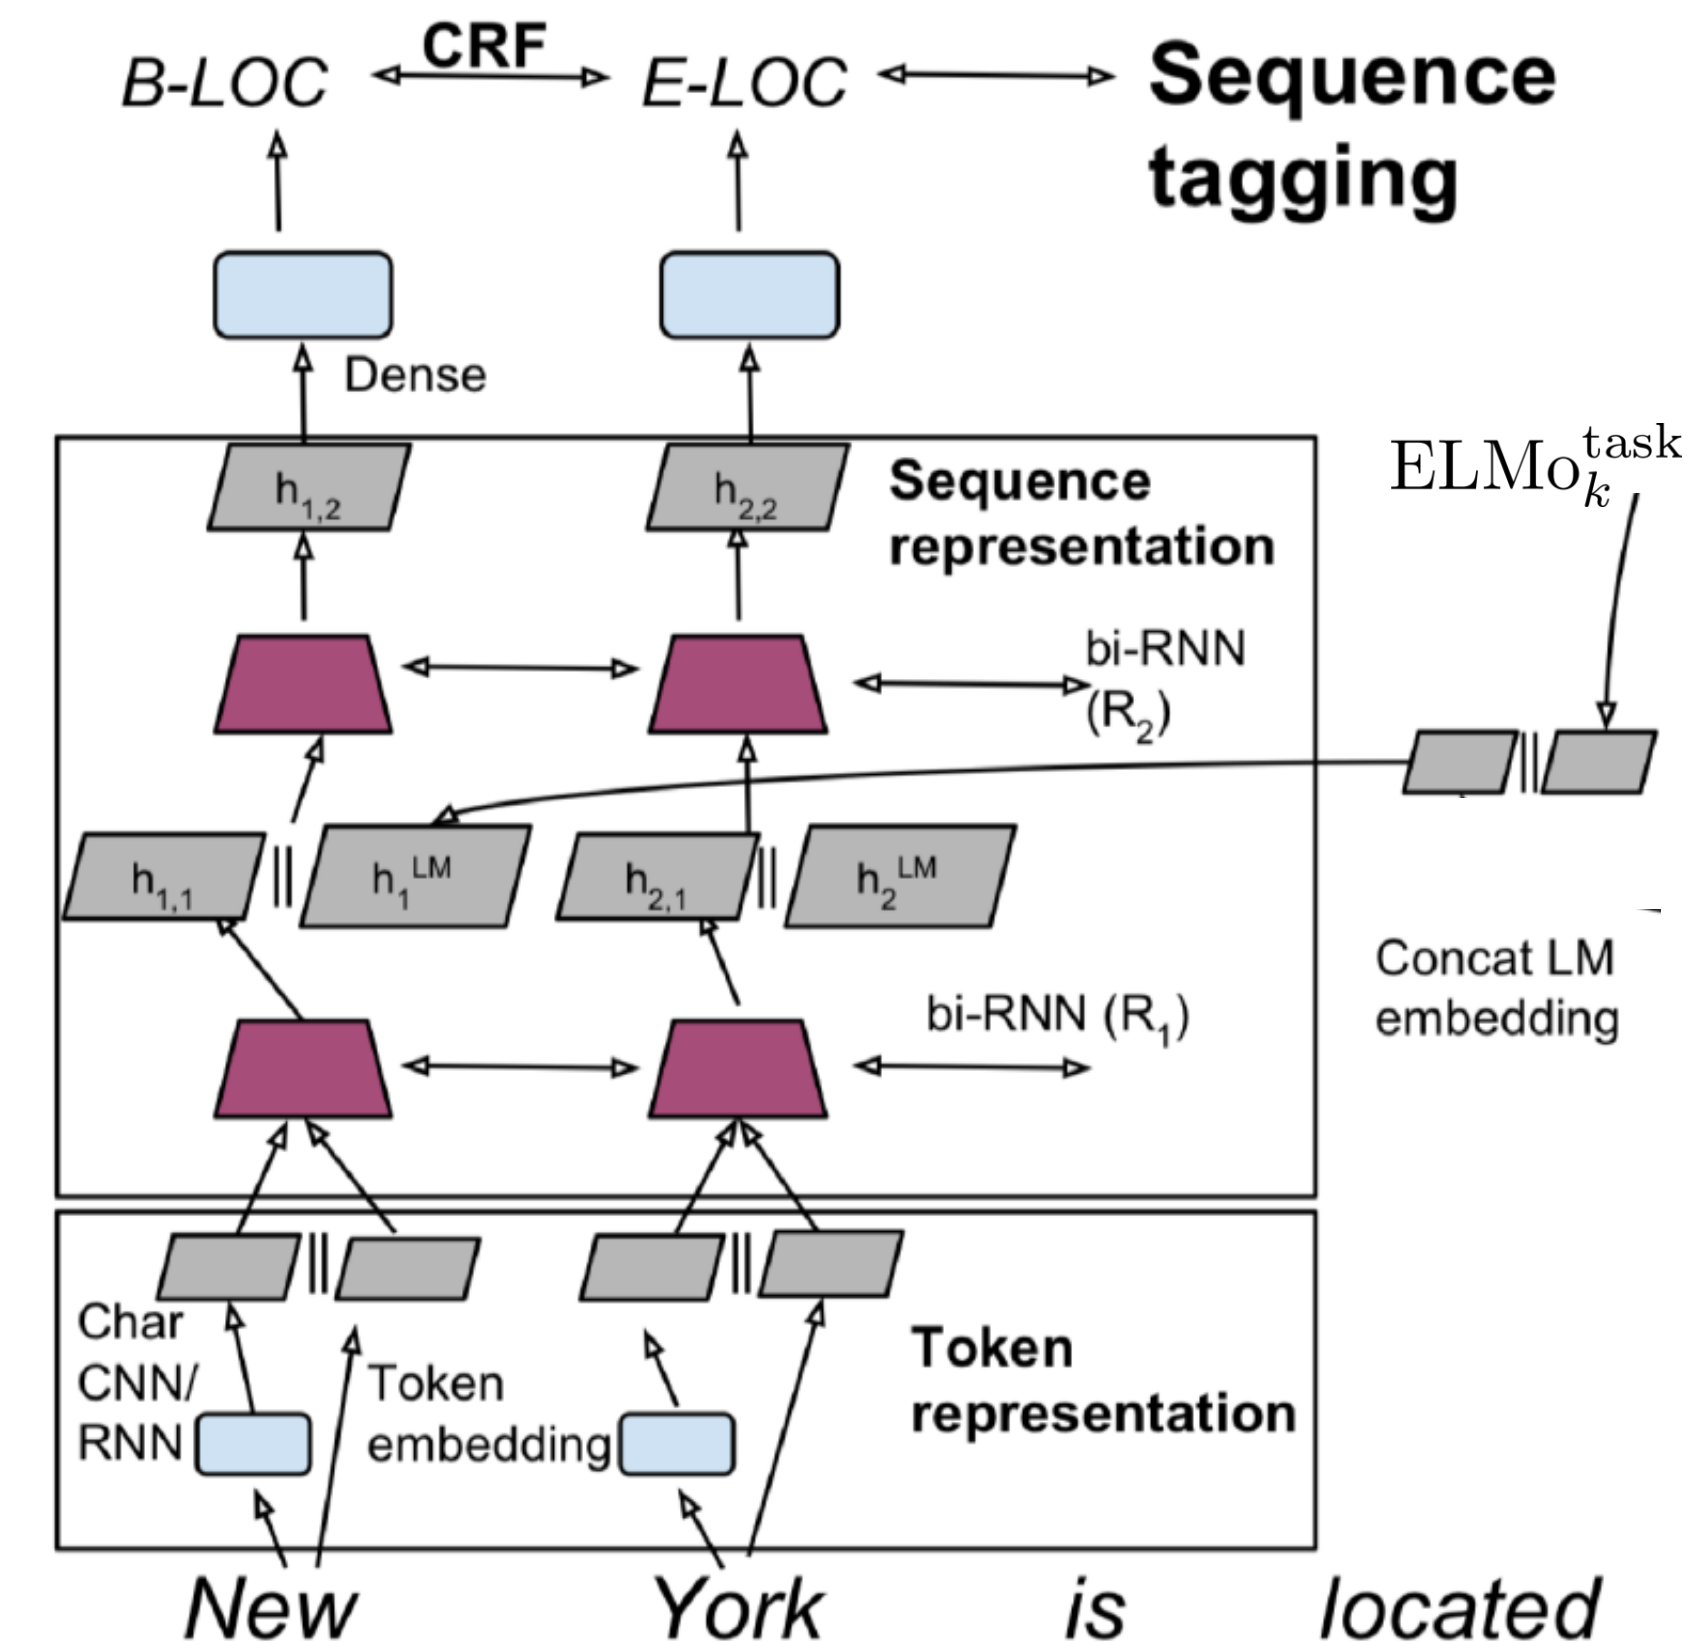 CRF
B-LOC
E-LOC
Sequence
tagging
Dense
h1,2
h2,2
Sequence
representation
ELMo_k^task
bi-RNN
(R2)
h1,1
||
h1^LM
h2,1
||
h2^LM
||
Concat LM
embedding
bi-RNN (R1)
||
||
Char
CNN/
RNN
Token
embedding
Token
representation
New York is located